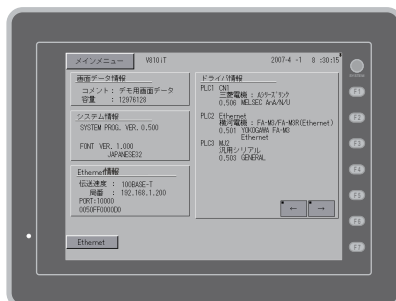 メインメニュー V810iT 2007-4 -1 8 :30:15
画面データ情報
コメント: デモ用画面データ
容量 : 12976128
システム情報
SYSTEM PROG. VER. 0.500
FONT VER. 1.000
JAPANESE32
Ethernet情報
伝送速度 : 100BASE-T
局番 : 192.168.1.200
PORT:10000
0050FF0000D0
Ethernet
ドライバ情報
PLC1 CN1
三菱電機 : Aシリーズリンク
0.506 MELSEC AnA/N/U
PLC2 Ethernet
横河電機 : FA-M3/FA-M3R(Ethernet)
0.501 YOKOGAWA FA-M3
Ethernet
PLC3 MJ2
汎用シリアル
0.503 GENERAL
← →
SYSTEM
F1
F2
F3
F4
F5
F6
F7